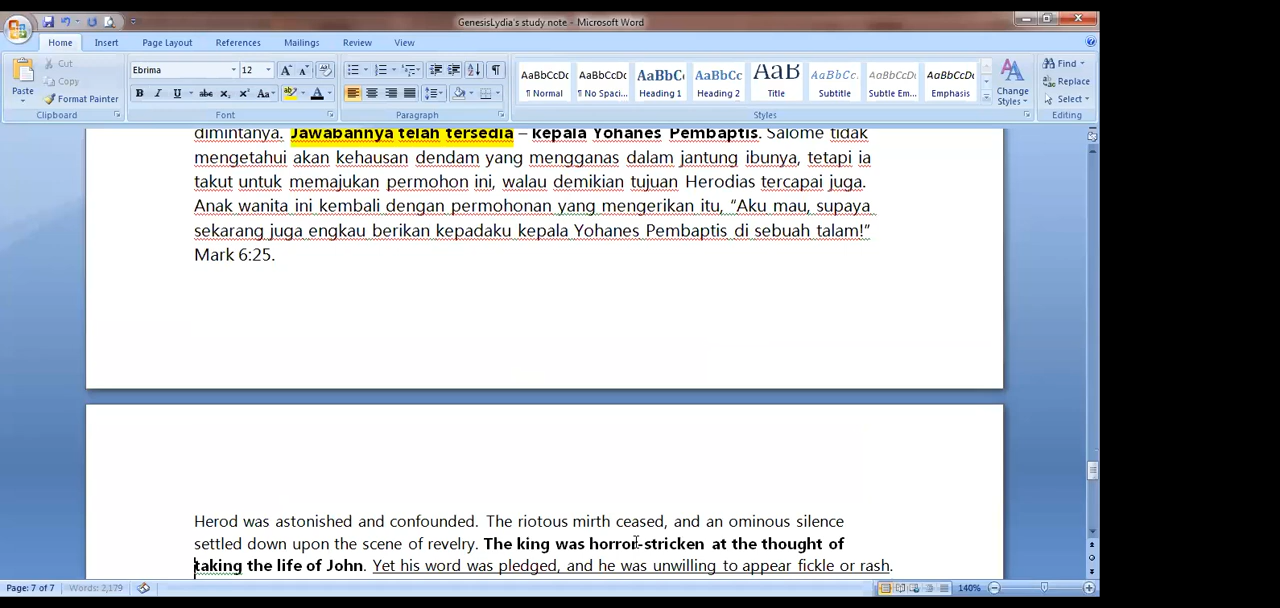 GenesisLydia's study note - Microsoft Word
Home Insert Page Layout References Mailings Review View
Paste
Cut
Copy
Format Painter
Clipboard
Ebrima 12
Font
Paragraph
AaBbCcDc AaBbCcDc AaBbC AaBbCc AaB AaBbCc. AaBbCcDc AaBbCcDc
¶ Normal ¶ No Spaci... Heading 1 Heading 2 Title Subtitle Subtle Em... Emphasis
Change
Styles
Styles
Find
Replace
Select
Editing
dimintanya. Jawabannya telah tersedia – kepala Yohanes Pembaptis. Salome tidak
mengetahui akan kehausan dendam yang mengganas dalam jantung ibunya, tetapi ia
takut untuk memajukan permohon ini, walau demikian tujuan Herodias tercapai juga.
Anak wanita ini kembali dengan permohonan yang mengerikan itu, “Aku mau, supaya
sekarang juga engkau berikan kepadaku kepala Yohanes Pembaptis di sebuah talam!”
Mark 6:25.
Herod was astonished and confounded. The riotous mirth ceased, and an ominous silence
settled down upon the scene of revelry. The king was horror-stricken at the thought of
taking the life of John. Yet his word was pledged, and he was unwilling to appear fickle or rash.
Page: 7 of 7 Words: 2,179 140%